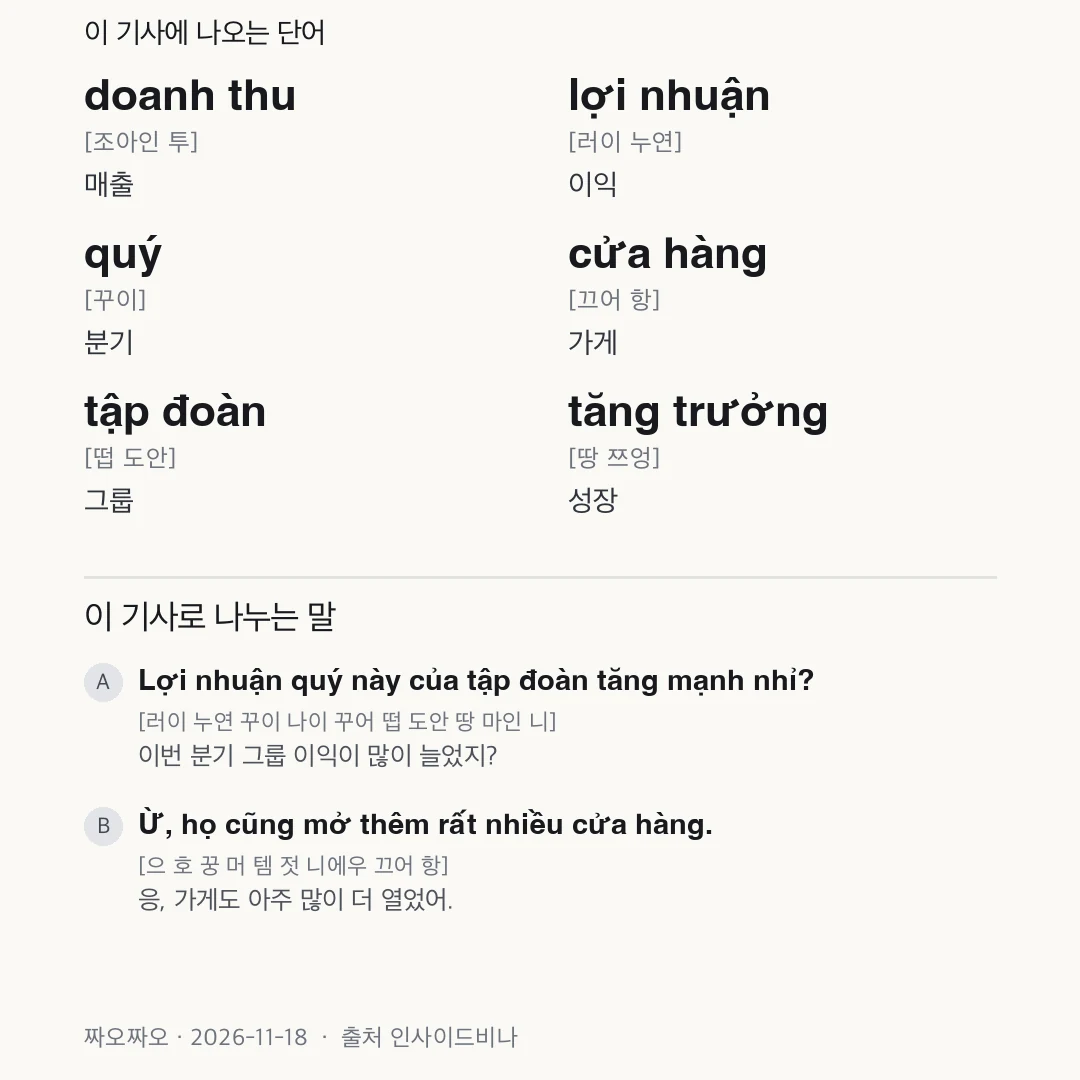 이 기사에 나오는 단어
doanh thu
[조아인 투]
매출
lợi nhuận
[러이 누연]
이익
quý
[꾸이]
분기
cửa hàng
[끄어 항]
가게
tập đoàn
[떱 도안]
그룹
tăng trưởng
[땅 쯔엉]
성장
이 기사로 나누는 말
A Lợi nhuận quý này của tập đoàn tăng mạnh nhỉ?
[러이 누연 꾸이 나이 꾸어 떱 도안 땅 마인 니]
이번 분기 그룹 이익이 많이 늘었지?
B Ừ, họ cũng mở thêm rất nhiều cửa hàng.
[으 호 꿍 머 템 젓 니에우 끄어 항]
응, 가게도 아주 많이 더 열었어.
짜오짜오 · 2026-11-18 · 출처 인사이드비나